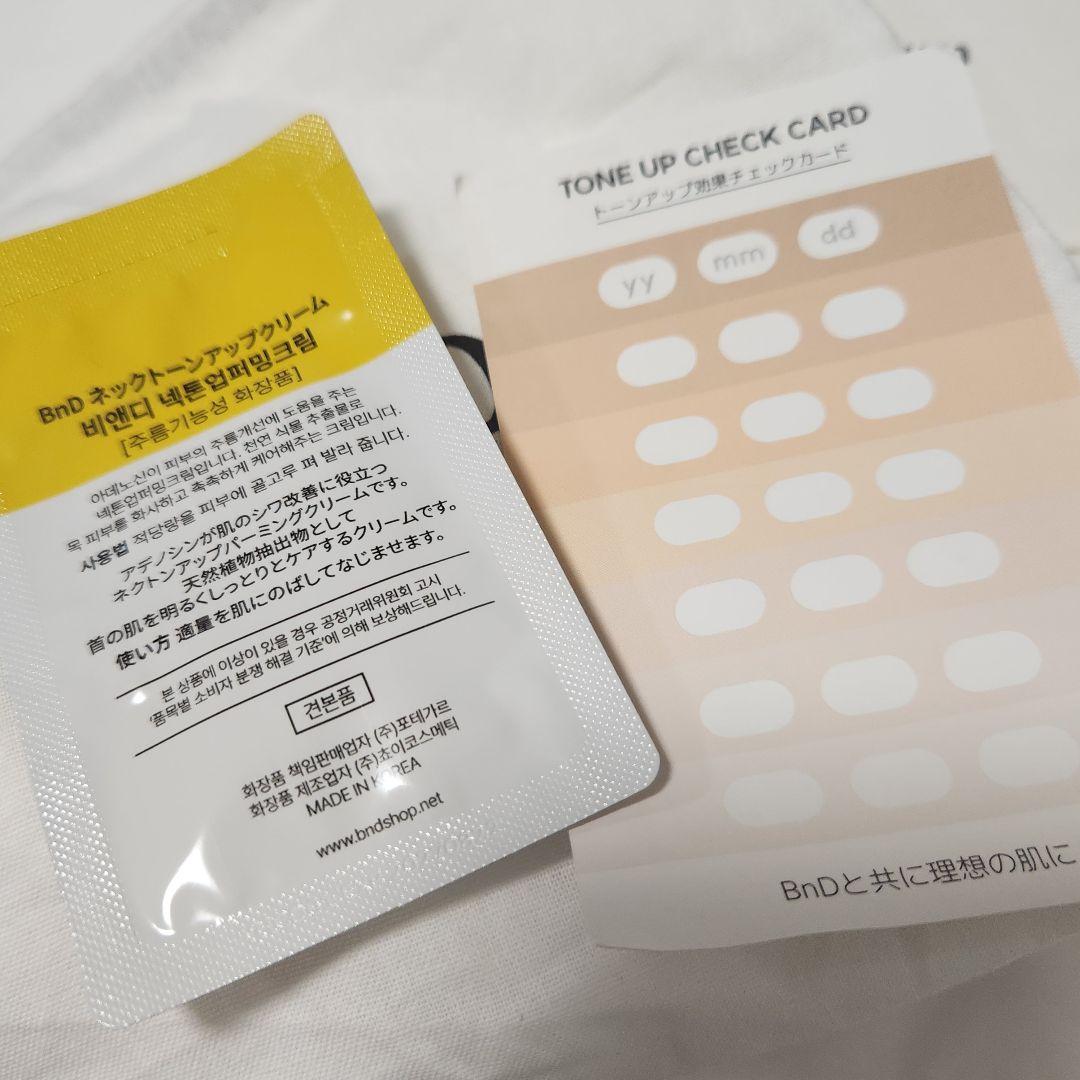 BnD ネックトーンアップクリーム
비앤디 넥톤업퍼밍크림
[주름기능성 화장품]
아데노신이 피부의 주름개선에 도움을 주는
넥톤업퍼밍크림입니다. 천연 식물 추출물로
목 피부를 화사하고 촉촉하게 케어해주는 크림입니다.
사용법 적당량을 피부에 골고루 펴 발라 줍니다.
アデノシンが肌のシワ改善に役立つ
ネクトンアップパーミングクリームです。
天然植物抽出物として
首の肌を明るくしっとりとケアするクリームです。
使い方 適量を肌にのばしてなじませます。
본 상품에 이상이 있을 경우 공정거래위원회 고시
'품목별 소비자 분쟁 해결 기준'에 의해 보상해드립니다.
견본품
화장품 책임판매업자 (주)포테가르
화장품 제조업자 (주)쵸이코스메틱
MADE IN KOREA
www.bndshop.net
TONE UP CHECK CARD
トーンアップ効果チェックカード
yy mm dd
BnDと共に理想の肌に